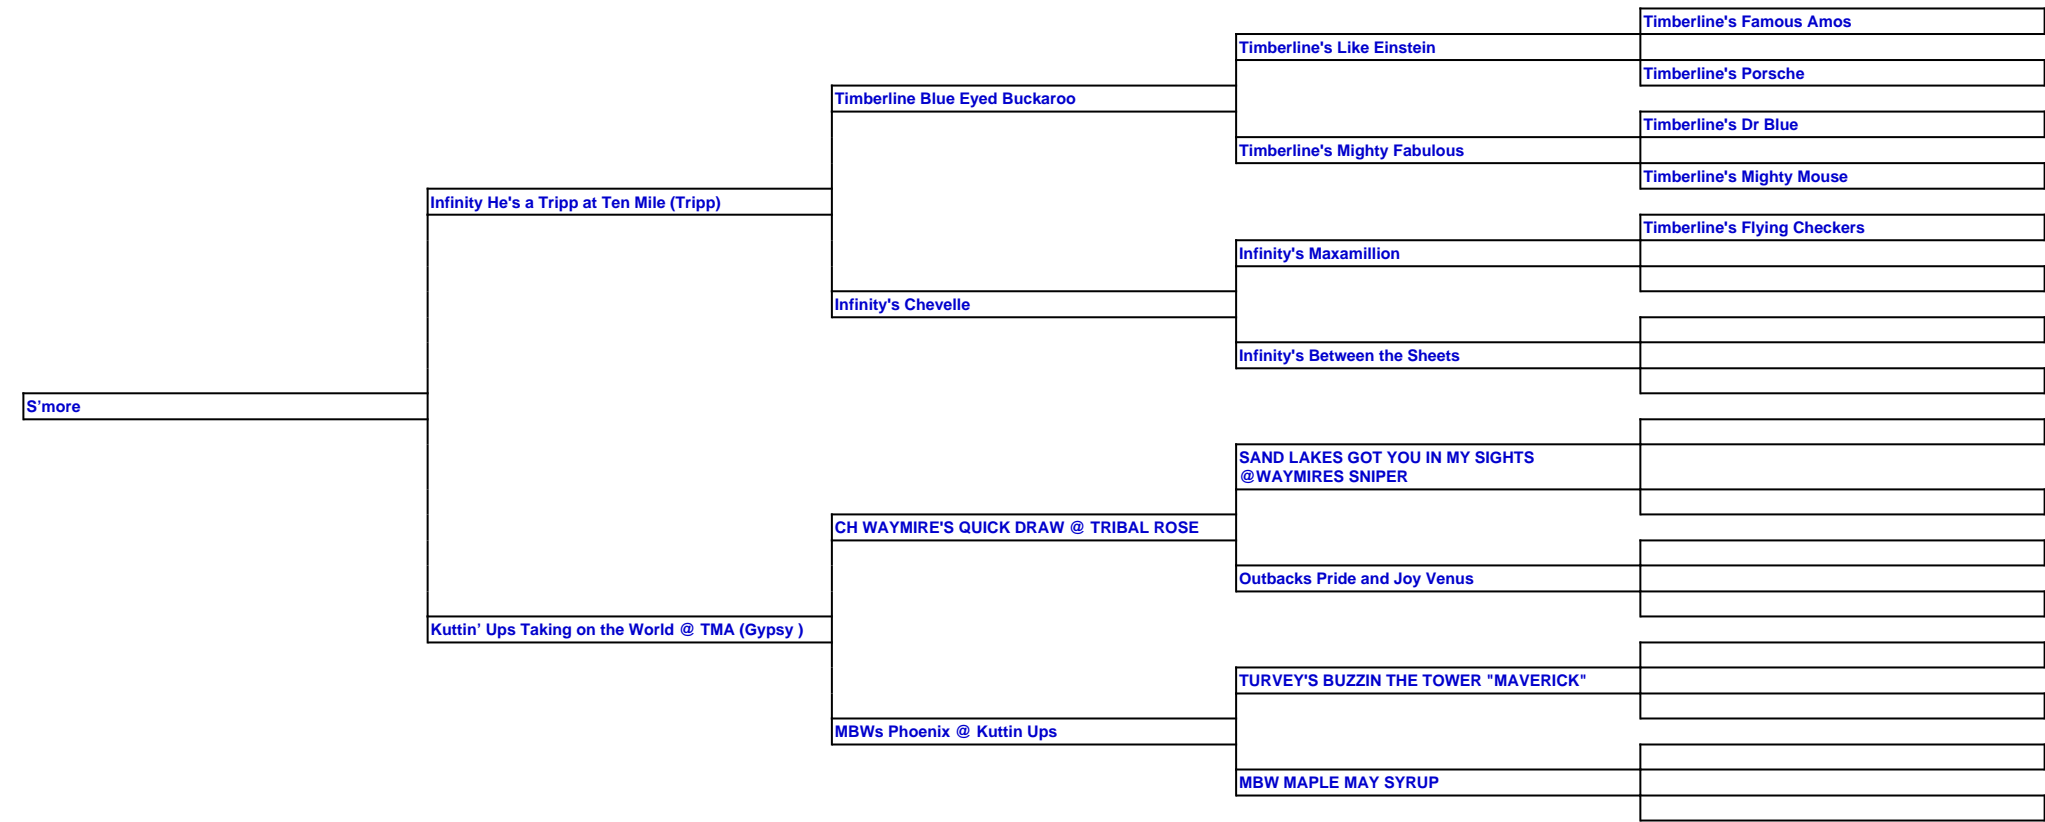 Timberline's Famous Amos
Timberline's Like Einstein
Timberline's Porsche
Timberline Blue Eyed Buckaroo
Timberline's Dr Blue
Timberline's Mighty Fabulous
Timberline's Mighty Mouse
Infinity He's a Tripp at Ten Mile (Tripp)
Timberline's Flying Checkers
Infinity's Maxamillion
Infinity's Chevelle
Infinity's Between the Sheets
S’more
SAND LAKES GOT YOU IN MY SIGHTS
@WAYMIRES SNIPER
CH WAYMIRE'S QUICK DRAW @ TRIBAL ROSE
Outbacks Pride and Joy Venus
Kuttin’ Ups Taking on the World @ TMA (Gypsy )
TURVEY'S BUZZIN THE TOWER "MAVERICK"
MBWs Phoenix @ Kuttin Ups
MBW MAPLE MAY SYRUP